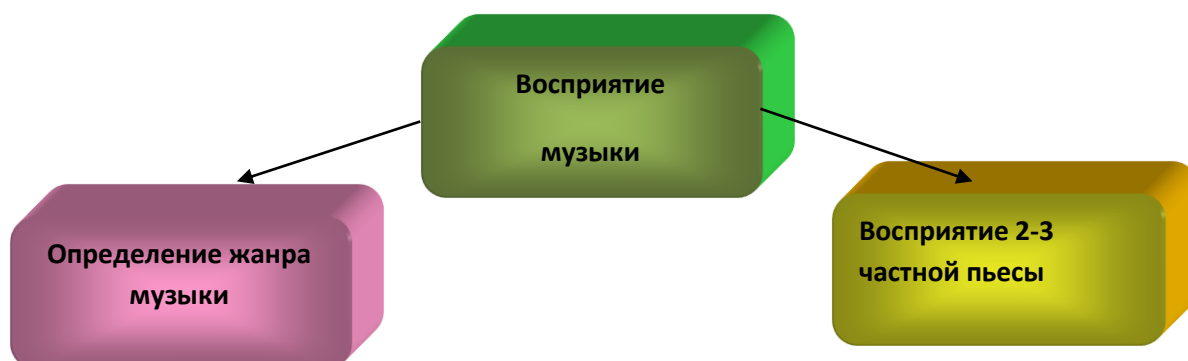 Восприятие
музыки
Определение жанра
музыки
Восприятие 2-3
частной пьесы